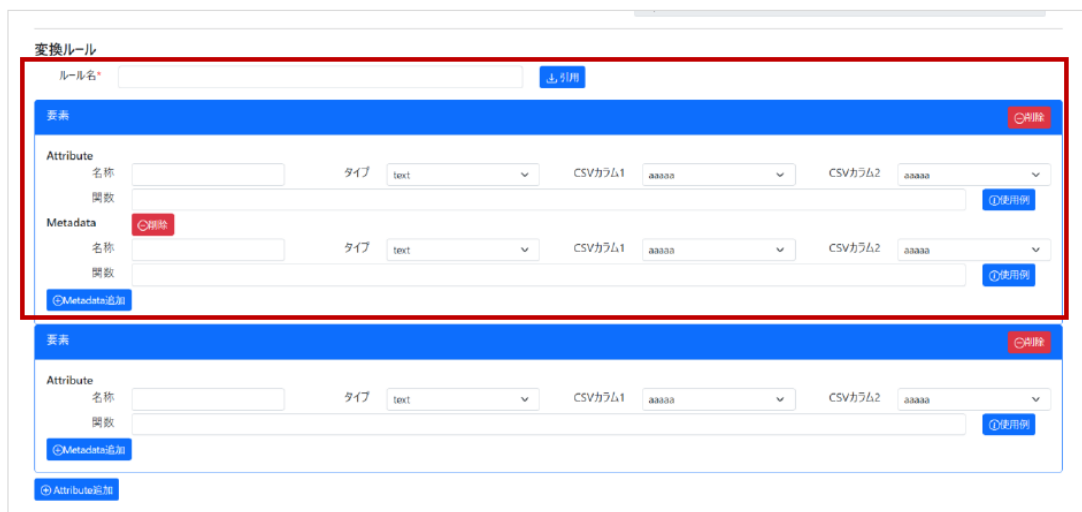 変換ルール
ルール名* 引用
要素 削除
Attribute
名称 タイプ text CSVカラム1 aaaaa CSVカラム2 aaaaa
関数 使用例
Metadata 削除
名称 タイプ text CSVカラム1 aaaaa CSVカラム2 aaaaa
関数 使用例
Metadata追加
要素 削除
Attribute
名称 タイプ text CSVカラム1 aaaaa CSVカラム2 aaaaa
関数 使用例
Metadata追加
Attribute追加